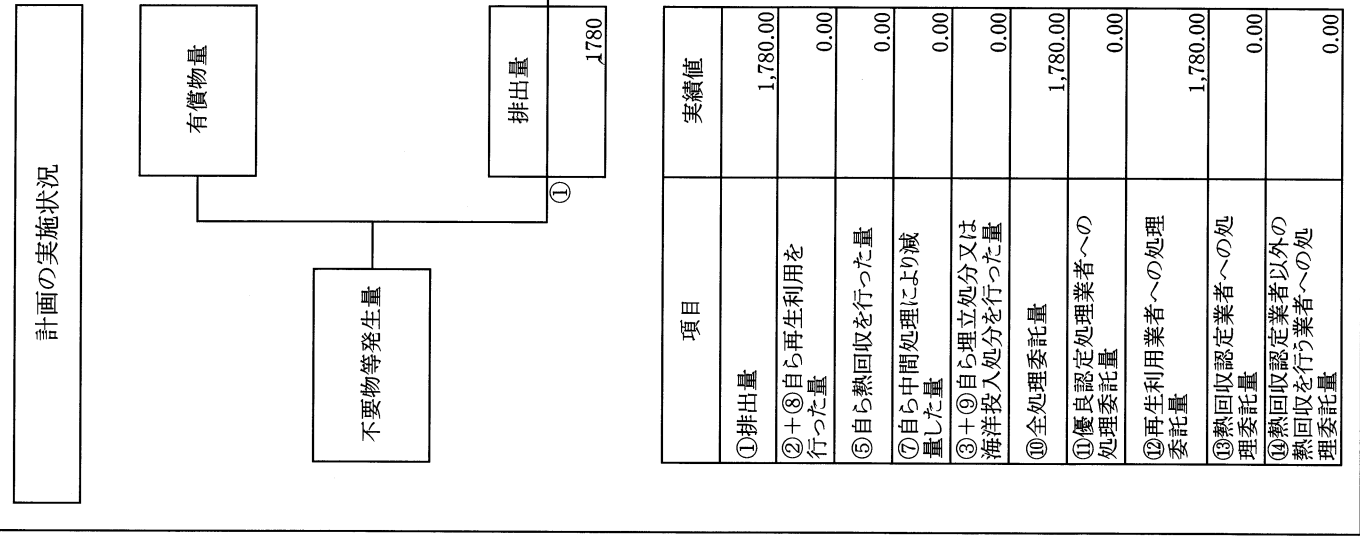 計画の実施状況
有償物量
不要物等発生量
排出量
①
1780
項目 実績値
①排出量 1,780.00
②+⑧自ら再生利用を
行った量 0.00
⑤自ら熱回収を行った量 0.00
⑦自ら中間処理により減
量した量 0.00
③+⑨自ら埋立処分又は
海洋投入処分を行った量 0.00
⑩全処理委託量 1,780.00
⑪優良認定処理業者への
処理委託量 0.00
⑫再生利用業者への処理
委託量 1,780.00
⑬熱回収認定業者への処
理委託量 0.00
⑭熱回収認定業者以外の
熱回収を行う業者への処
理委託量 0.00